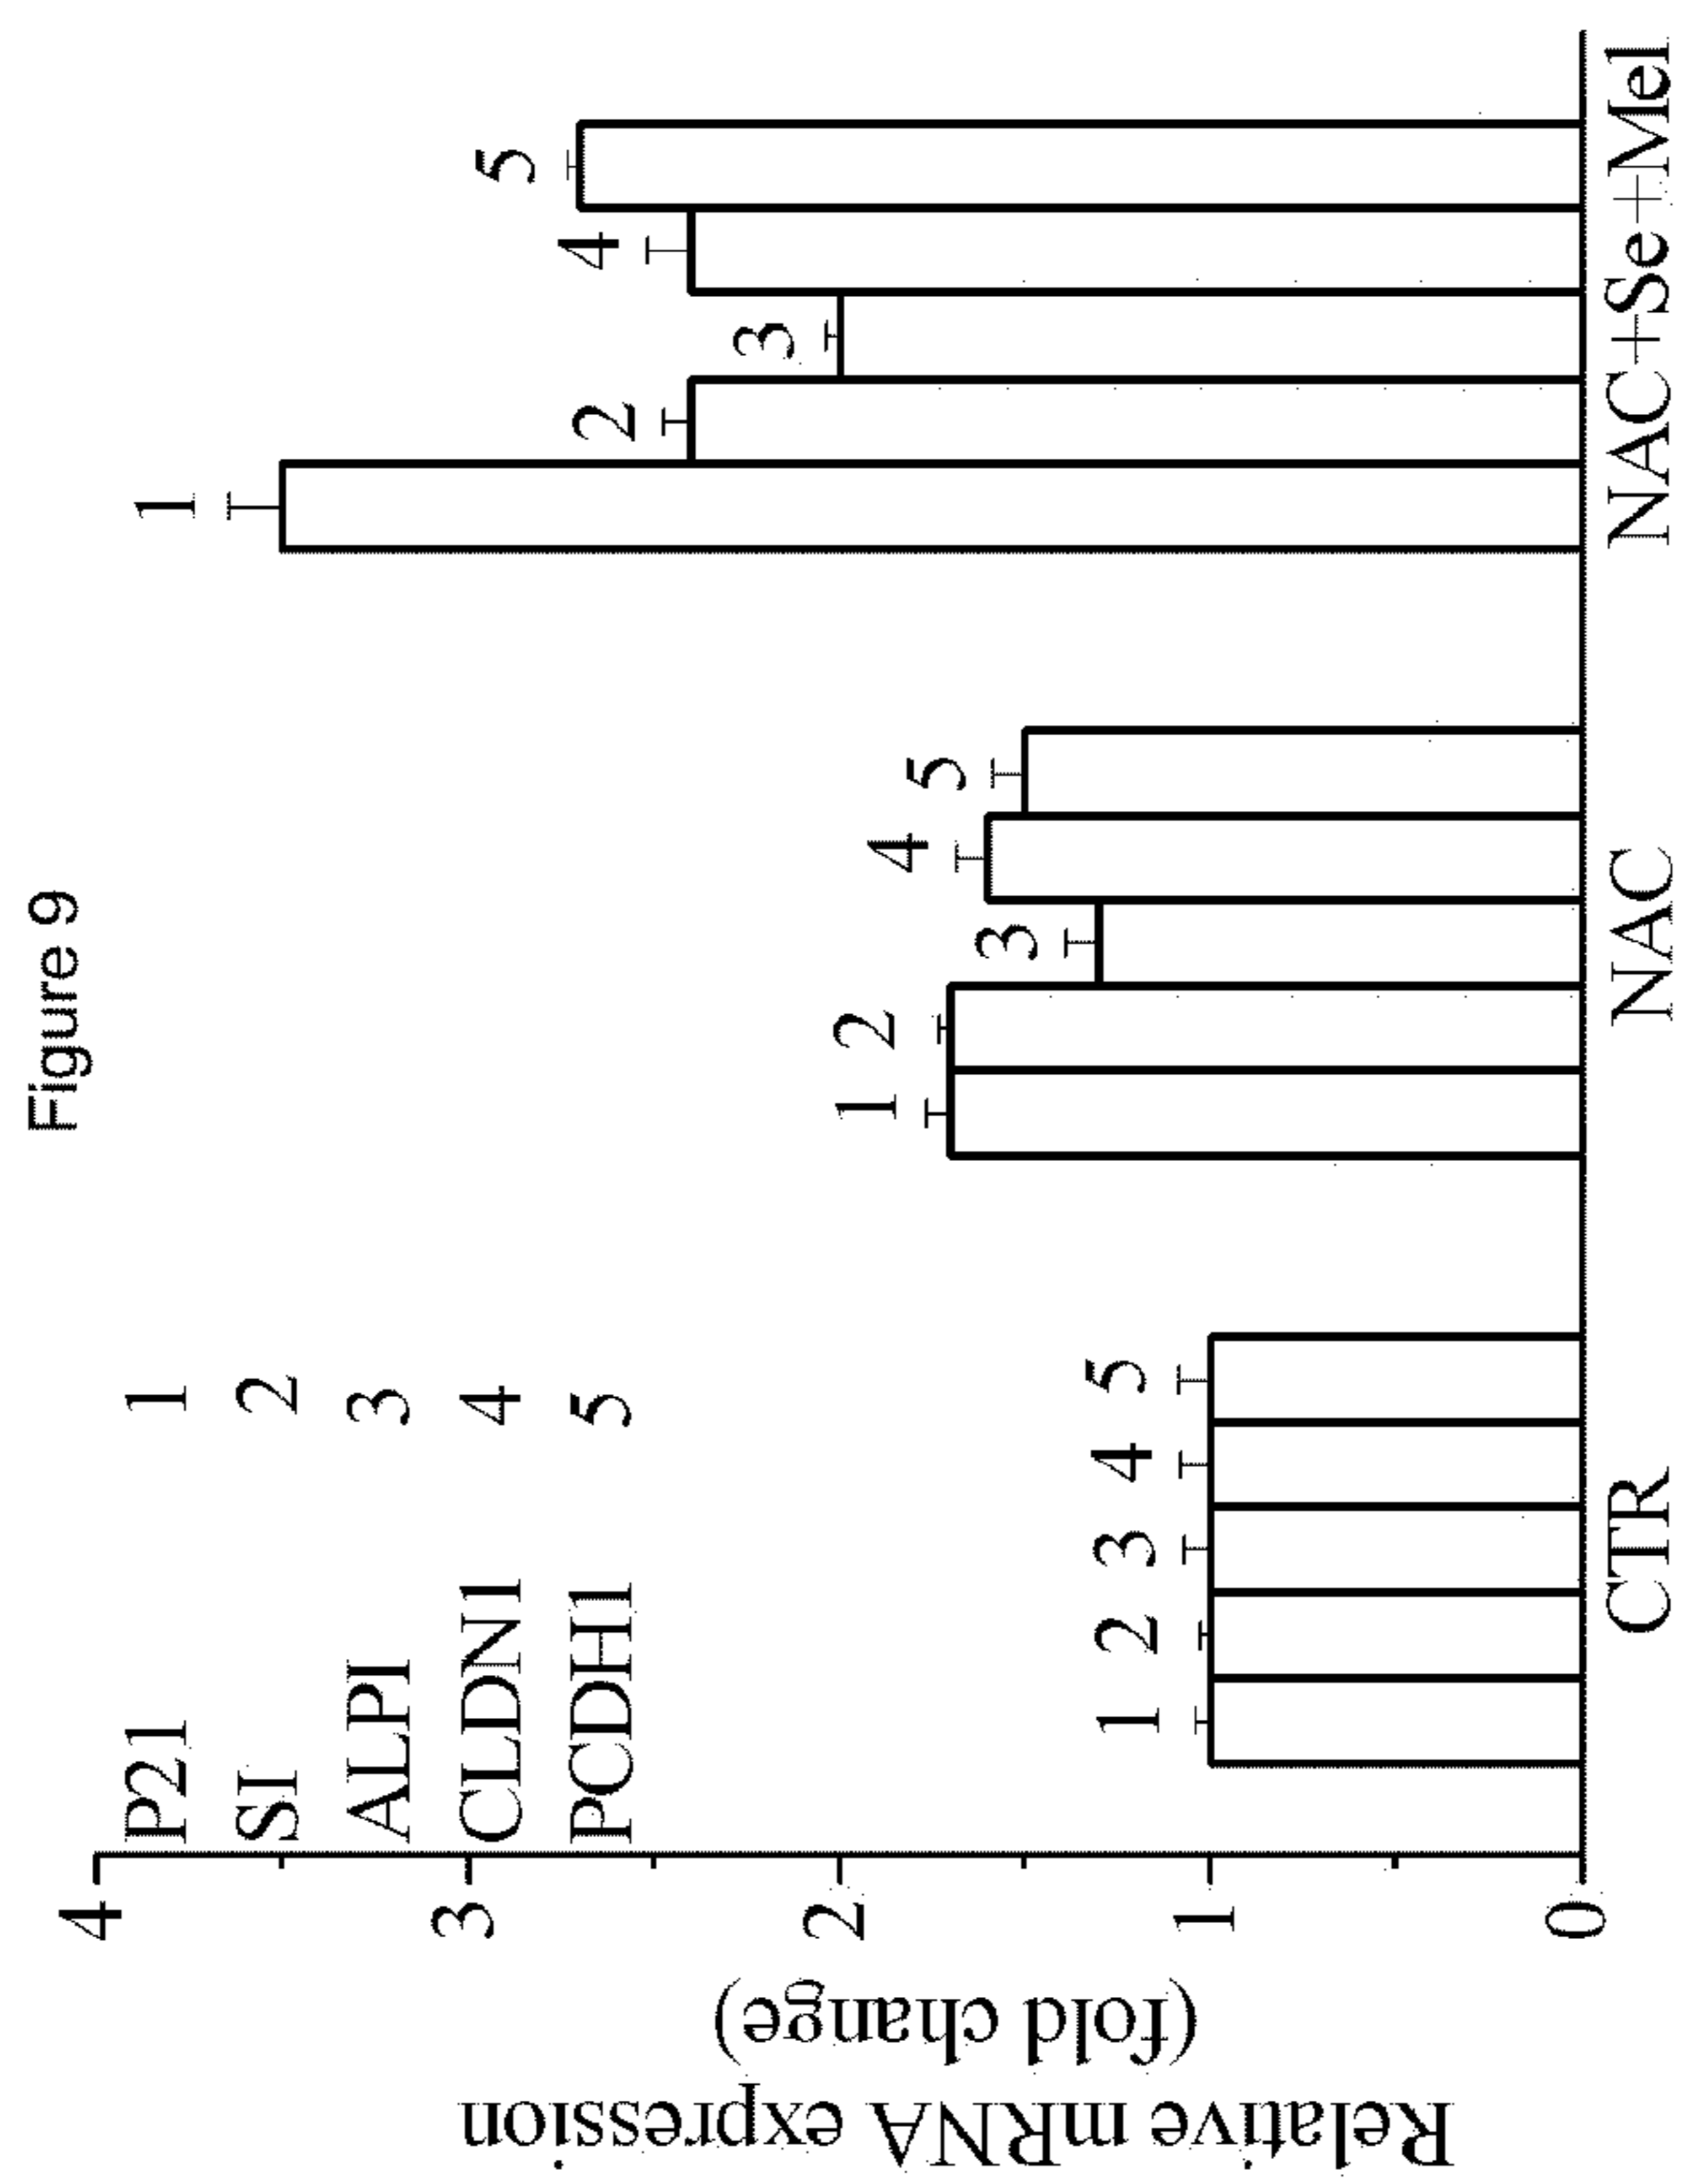 Figure 9
Relative mRNA expression
(fold change)
4
3
2
1
0
P21 1
SI 2
ALPI 3
CLDN1 4
PCDH1 5
1 2 3 4 5
1 2 3 4 5
1 2 3 4 5
CTR NAC NAC+Se+Mel